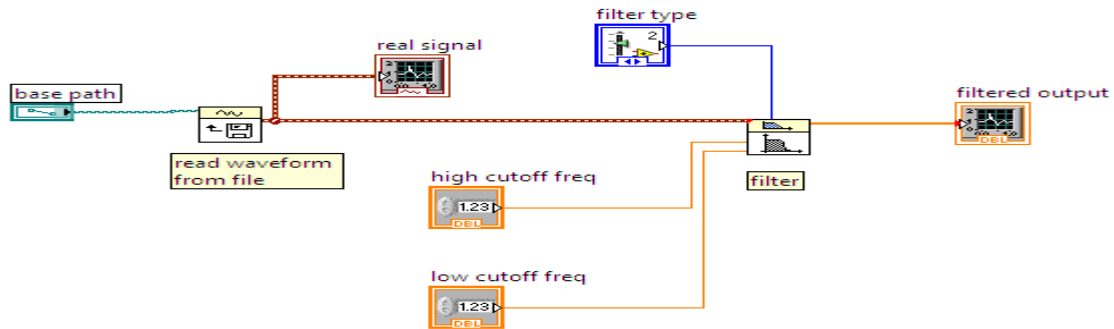 filter type
2
real signal
base path
filtered output
DBL
read waveform
from file
high cutoff freq
1.23
DBL
filter
low cutoff freq
1.23
DBL